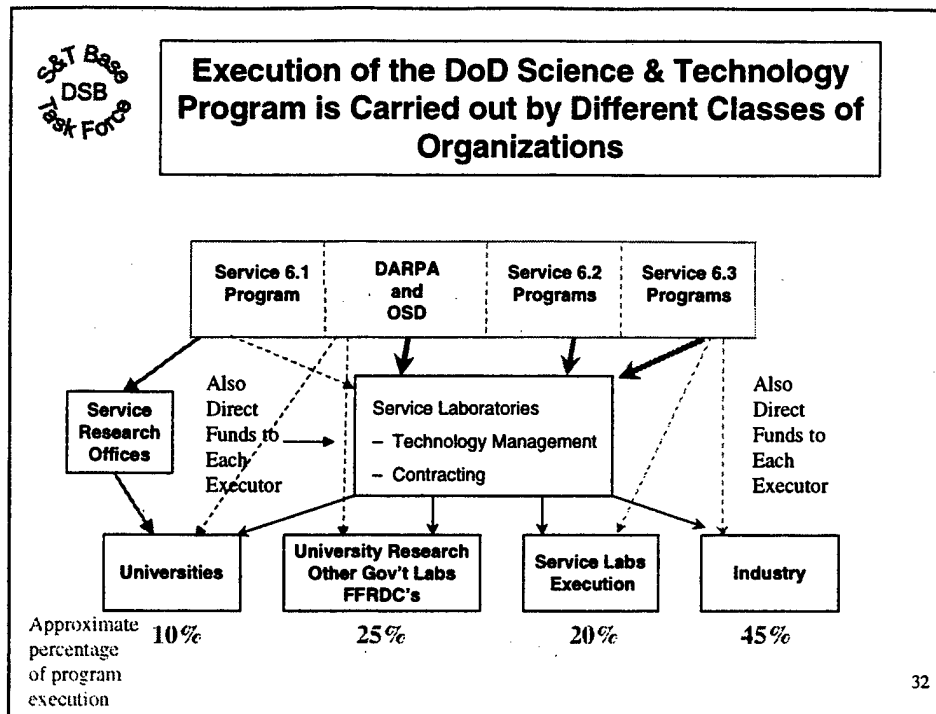 S&T Base
DSB
Task Force
Execution of the DoD Science & Technology
Program is Carried out by Different Classes of
Organizations
Service 6.1
Program
DARPA
and
OSD
Service 6.2
Programs
Service 6.3
Programs
Service
Research
Offices
Also
Direct
Funds to
Each
Executor
Service Laboratories
– Technology Management
– Contracting
Also
Direct
Funds to
Each
Executor
Universities
University Research
Other Gov't Labs
FFRDC's
Service Labs
Execution
Industry
Approximate
percentage
of program
execution
10%
25%
20%
45%
32